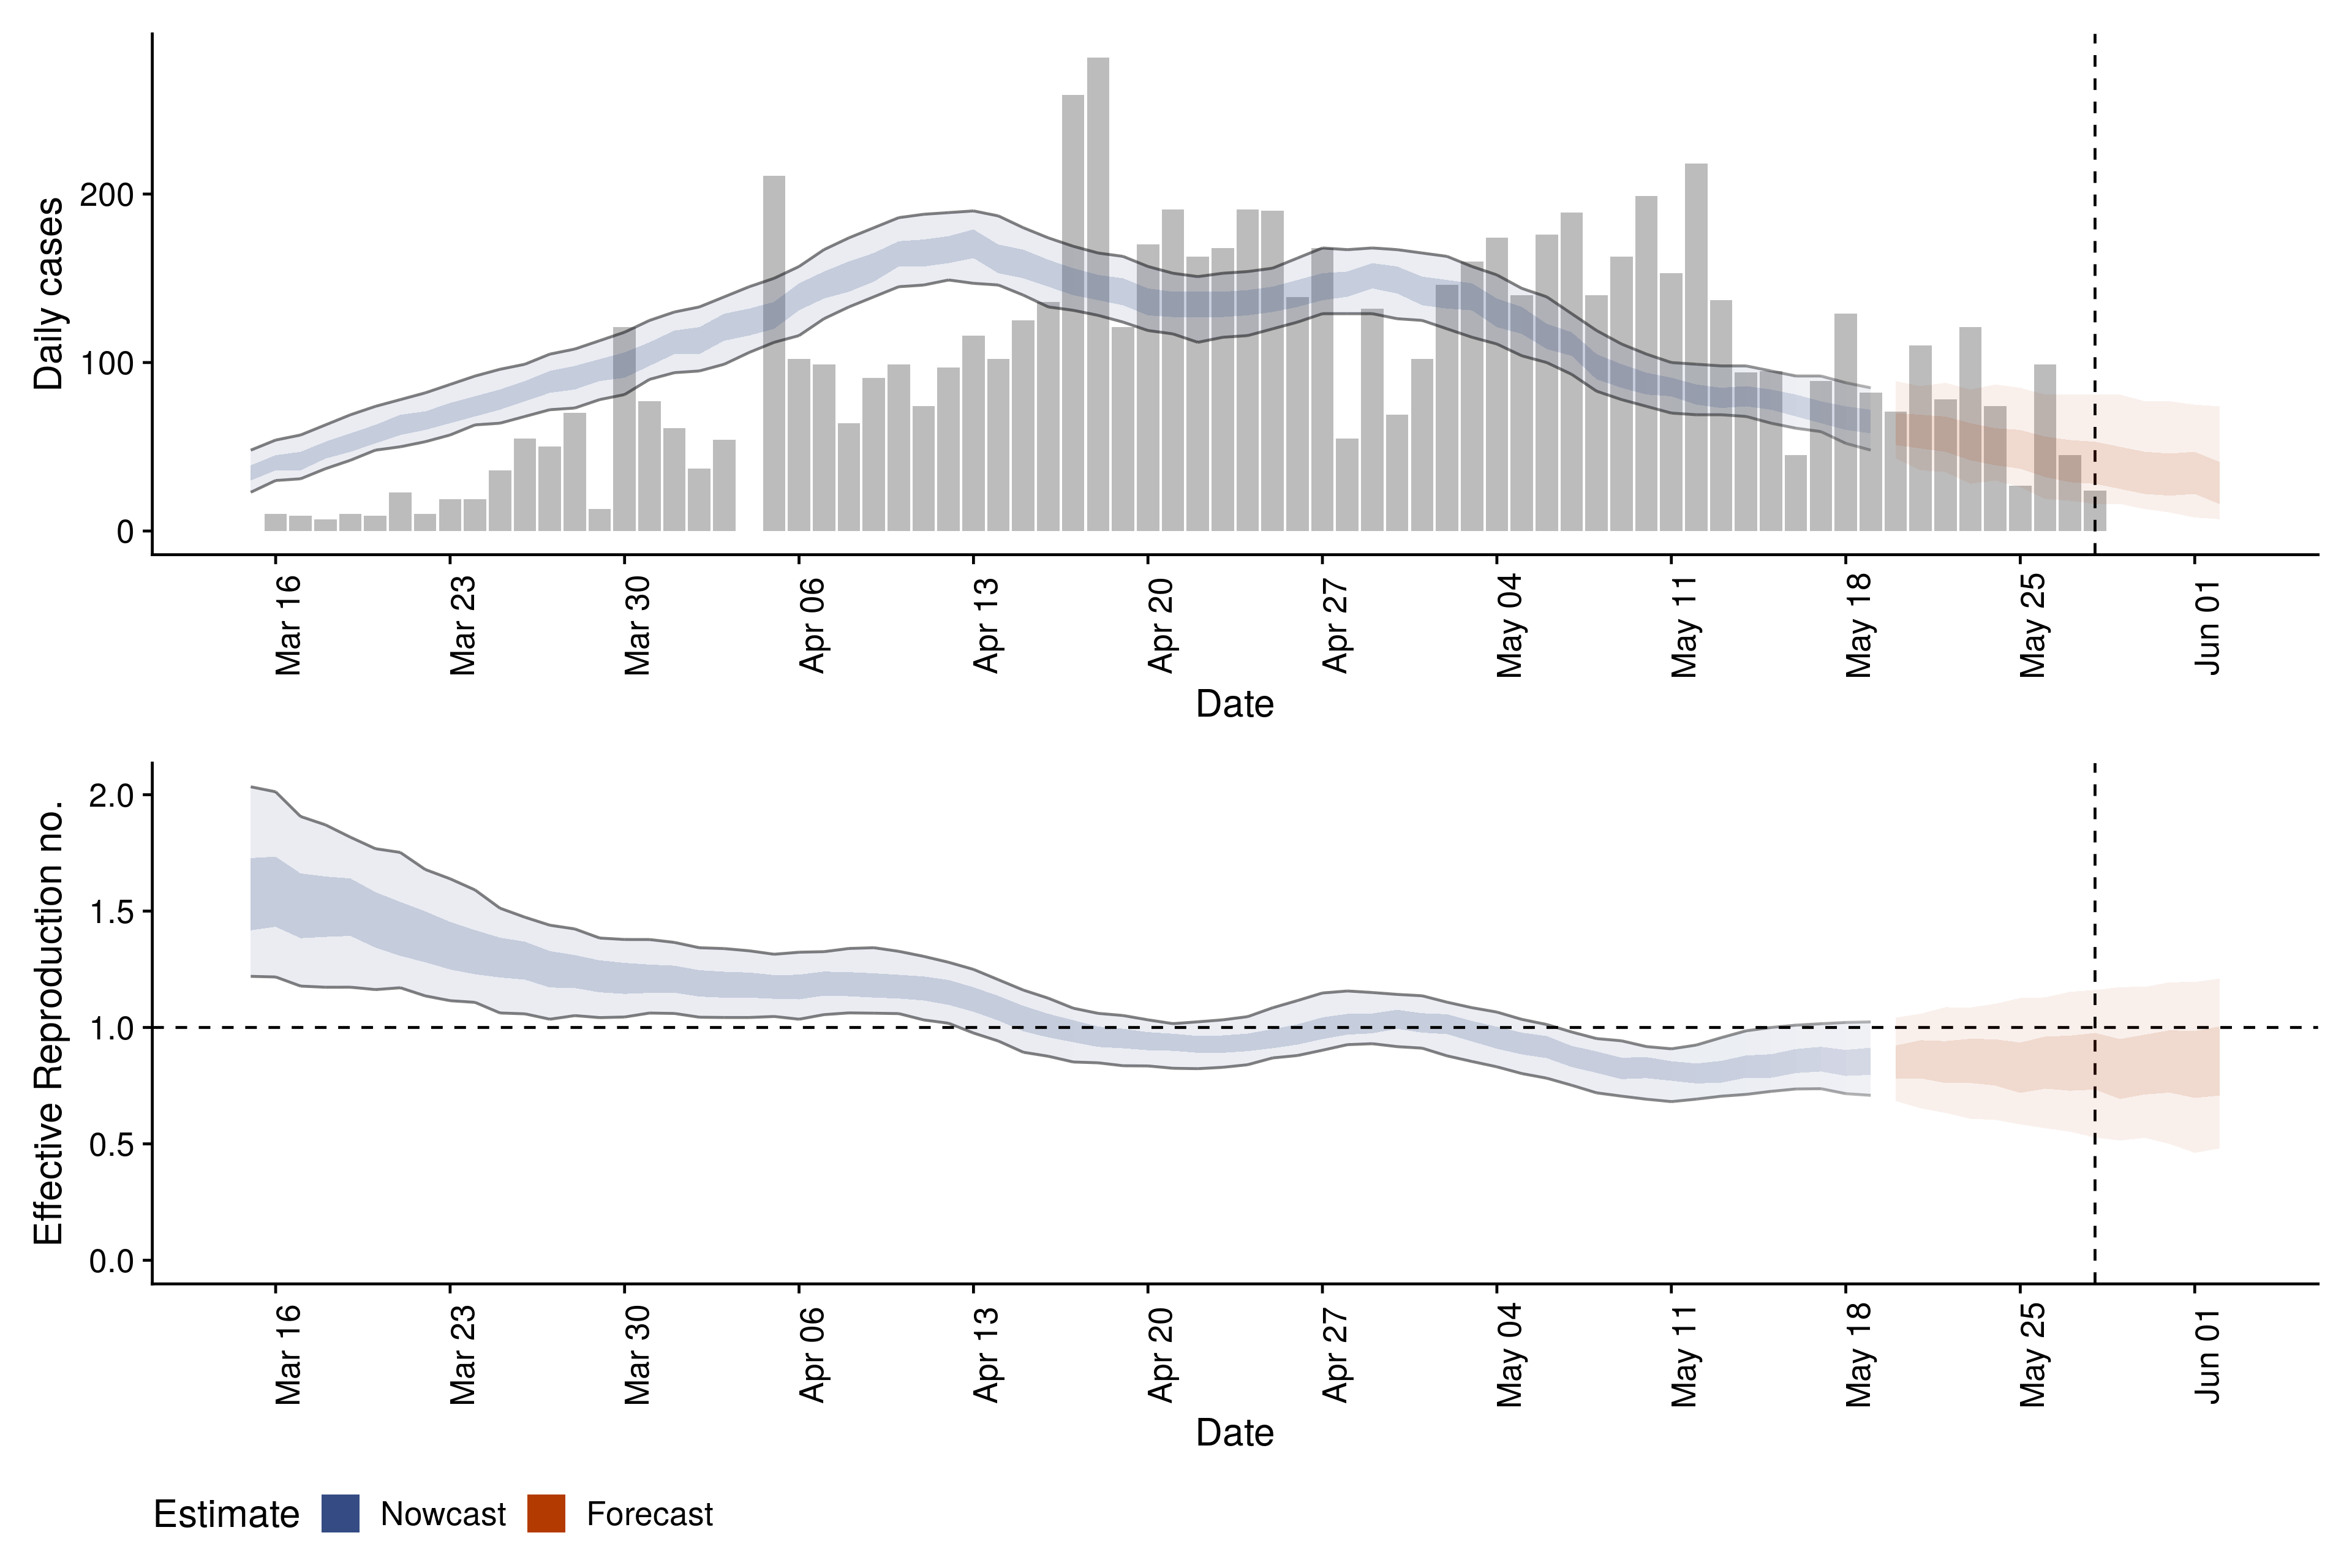 Daily cases
200
100
0
Mar 16
Mar 23
Mar 30
Apr 06
Apr 13
Apr 20
Apr 27
May 04
May 11
May 18
May 25
Jun 01
Date
Effective Reproduction no.
2.0
1.5
1.0
0.5
0.0
Mar 16
Mar 23
Mar 30
Apr 06
Apr 13
Apr 20
Apr 27
May 04
May 11
May 18
May 25
Jun 01
Date
Estimate Nowcast Forecast